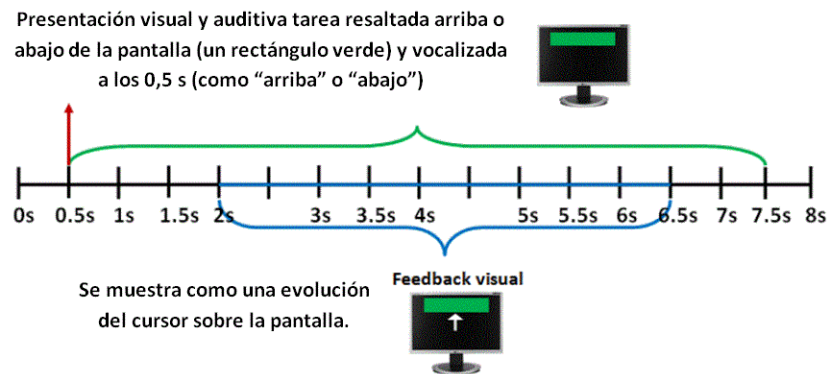 Presentación visual y auditiva tarea resaltada arriba o
abajo de la pantalla (un rectángulo verde) y vocalizada
a los 0,5 s (como “arriba” o “abajo”)
0s 0.5s 1s 1.5s 2s 3s 3.5s 4s 5s 5.5s 6s 6.5s 7s 7.5s 8s
Feedback visual
Se muestra como una evolución
del cursor sobre la pantalla.